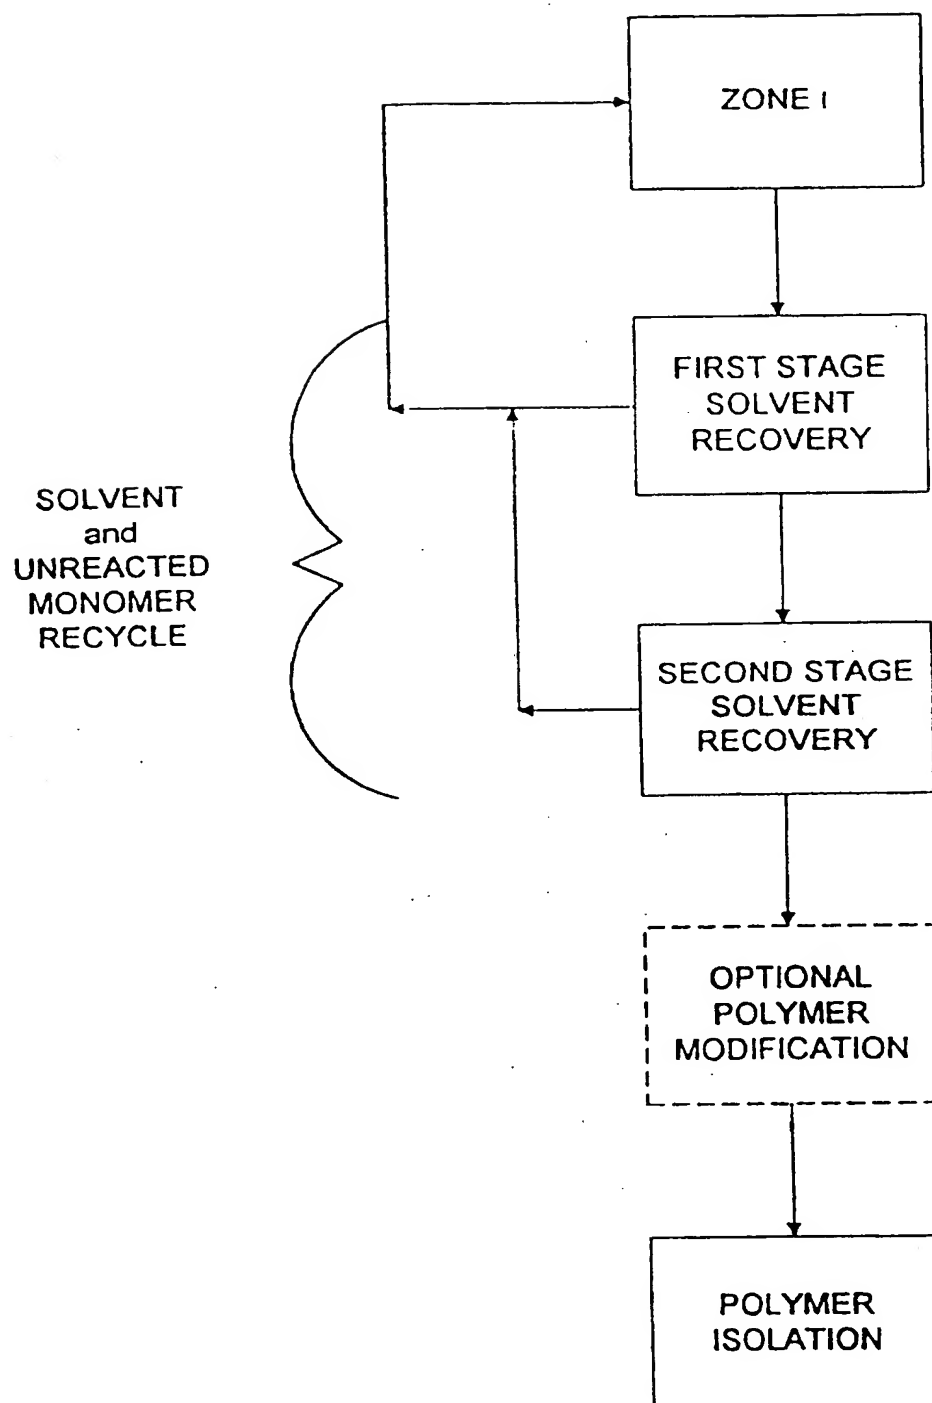 ZONE I
FIRST STAGE
SOLVENT
RECOVERY
SOLVENT
and
UNREACTED
MONOMER
RECYCLE
SECOND STAGE
SOLVENT
RECOVERY
OPTIONAL
POLYMER
MODIFICATION
POLYMER
ISOLATION